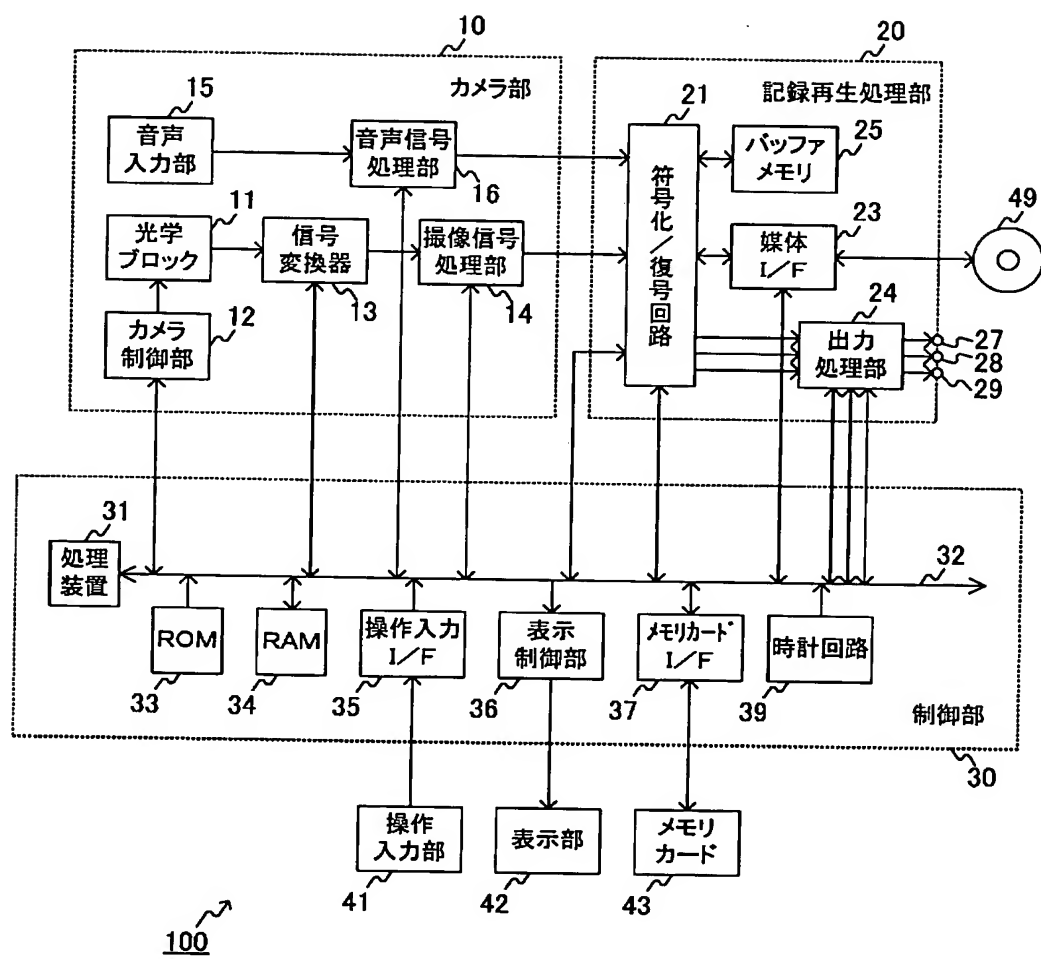 10
カメラ部
15
音声
入力部
音声信号
処理部
16
11
光学
ブロック
信号
変換器
13
撮像信号
処理部
14
12
カメラ
制御部
20
記録再生処理部
21
符号化/復号回路
バッファ
メモリ
25
23
媒体
I/F
49
24
出力
処理部
27
28
29
31
処理
装置
32
ROM
33
RAM
34
操作入力
I/F
35
表示
制御部
36
メモリカード
I/F
37
時計回路
39
制御部
30
操作
入力部
41
表示部
42
メモリ
カード
43
100